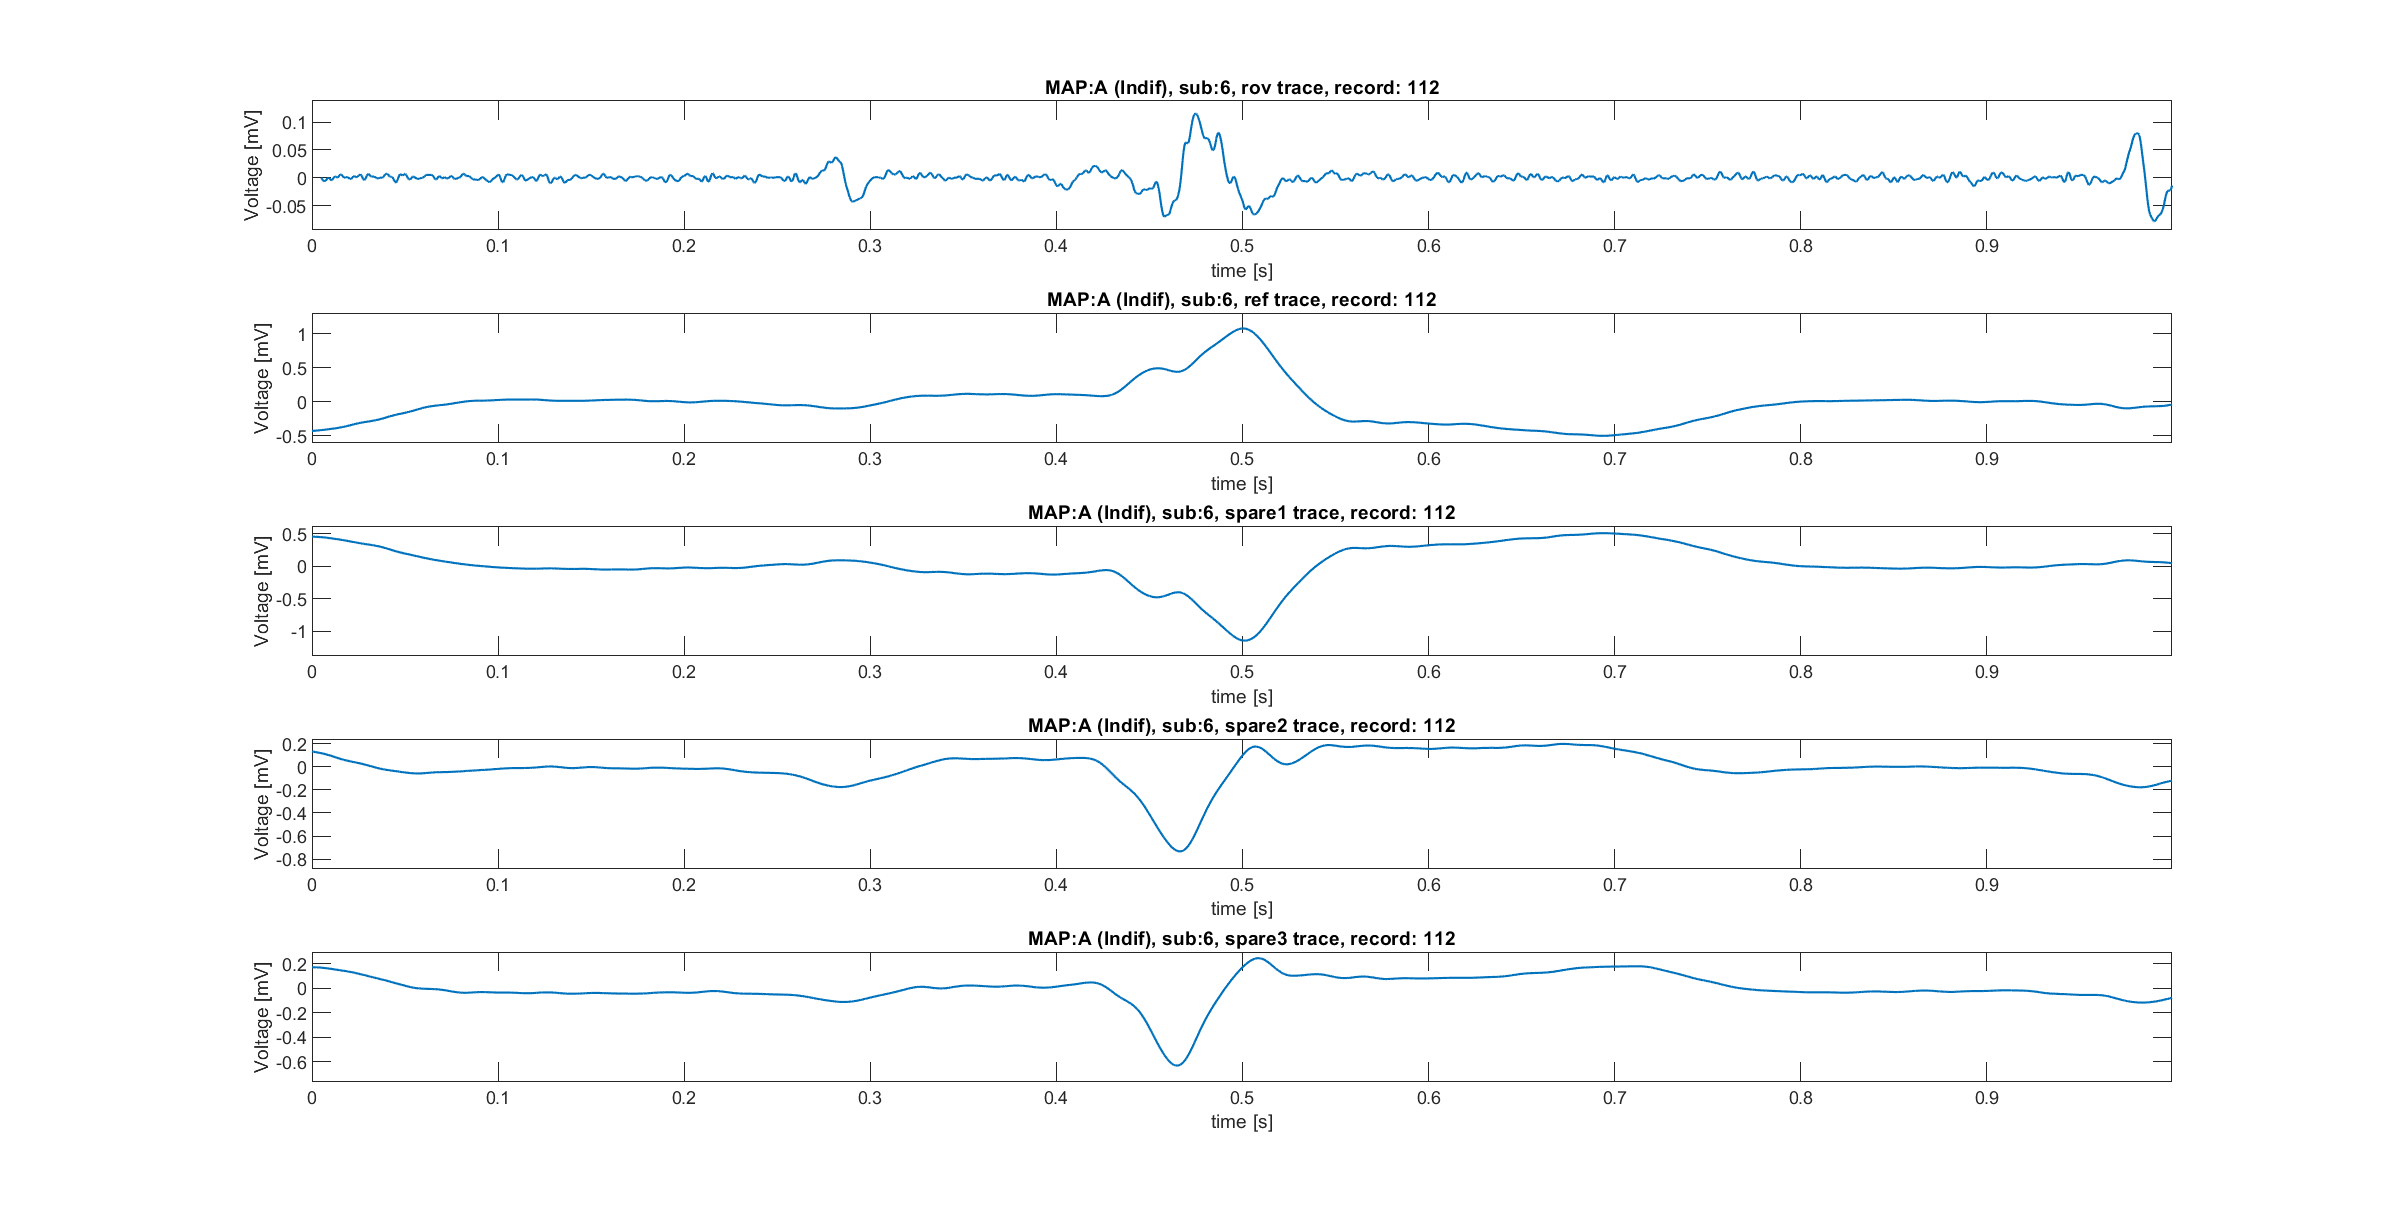 MAP:A (Indif), sub:6, rov trace, record: 112
Voltage [mV]
0.1
0.05
0
-0.05
0 0.1 0.2 0.3 0.4 0.5 0.6 0.7 0.8 0.9
time [s]
MAP:A (Indif), sub:6, ref trace, record: 112
Voltage [mV]
1
0.5
0
-0.5
0 0.1 0.2 0.3 0.4 0.5 0.6 0.7 0.8 0.9
time [s]
MAP:A (Indif), sub:6, spare1 trace, record: 112
Voltage [mV]
0.5
0
-0.5
-1
0 0.1 0.2 0.3 0.4 0.5 0.6 0.7 0.8 0.9
time [s]
MAP:A (Indif), sub:6, spare2 trace, record: 112
Voltage [mV]
0.2
0
-0.2
-0.4
-0.6
-0.8
0 0.1 0.2 0.3 0.4 0.5 0.6 0.7 0.8 0.9
time [s]
MAP:A (Indif), sub:6, spare3 trace, record: 112
Voltage [mV]
0.2
0
-0.2
-0.4
-0.6
0 0.1 0.2 0.3 0.4 0.5 0.6 0.7 0.8 0.9
time [s]